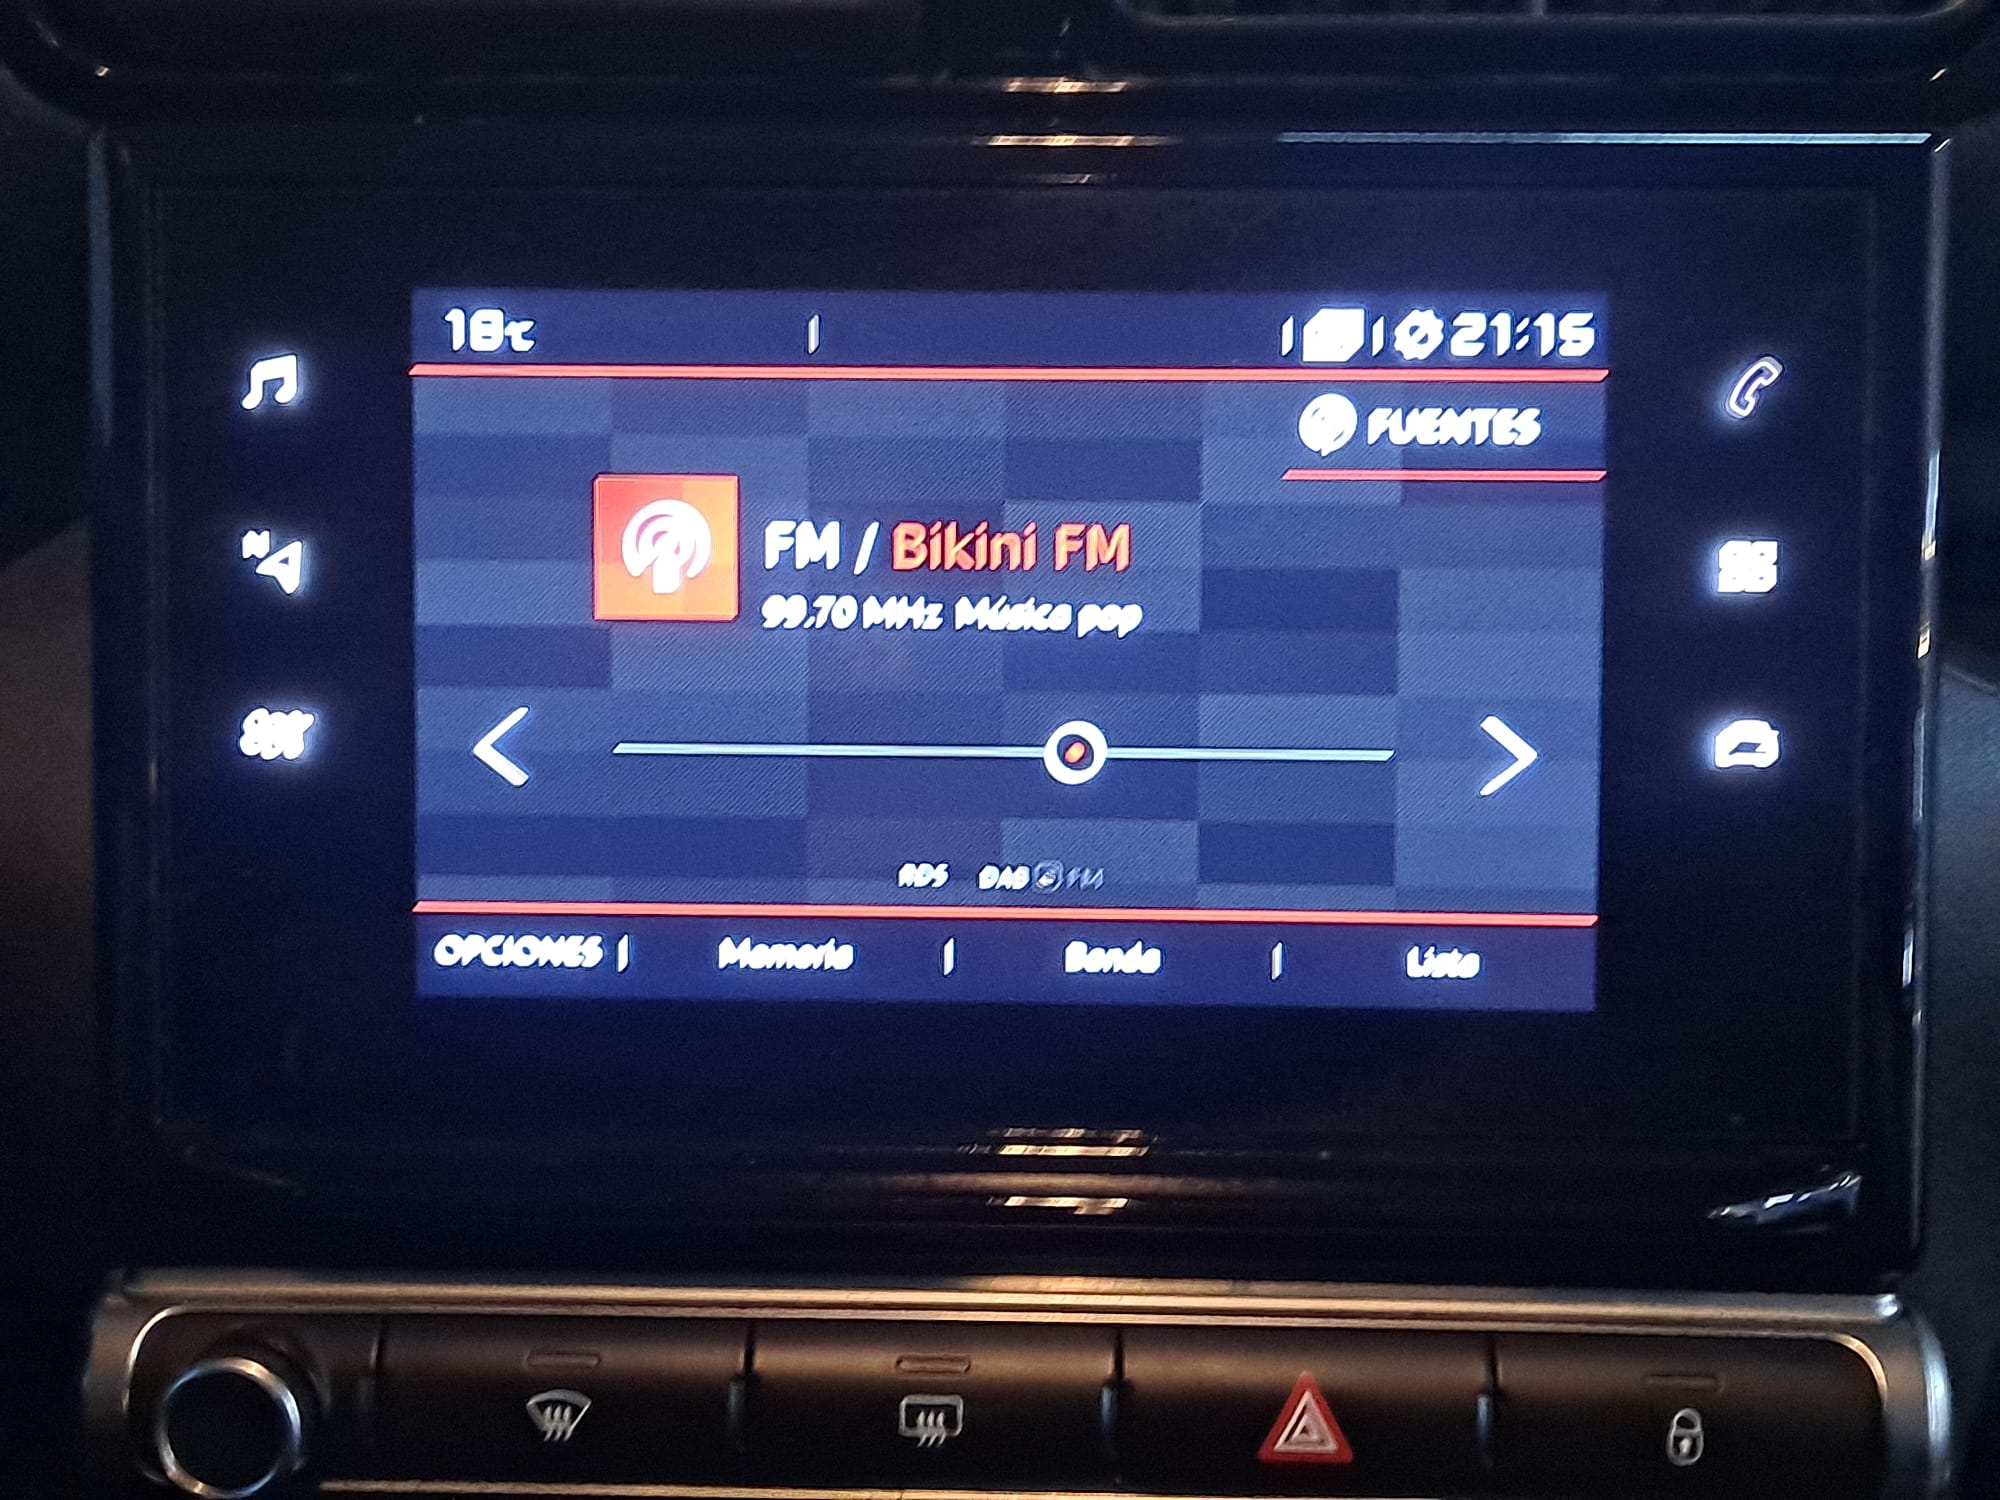 18°C
21:15
FUENTES
FM / Bikini FM
99.70 MHz Música pop
N
RDS DAB FM
OPCIONES Memoria Banda Lista